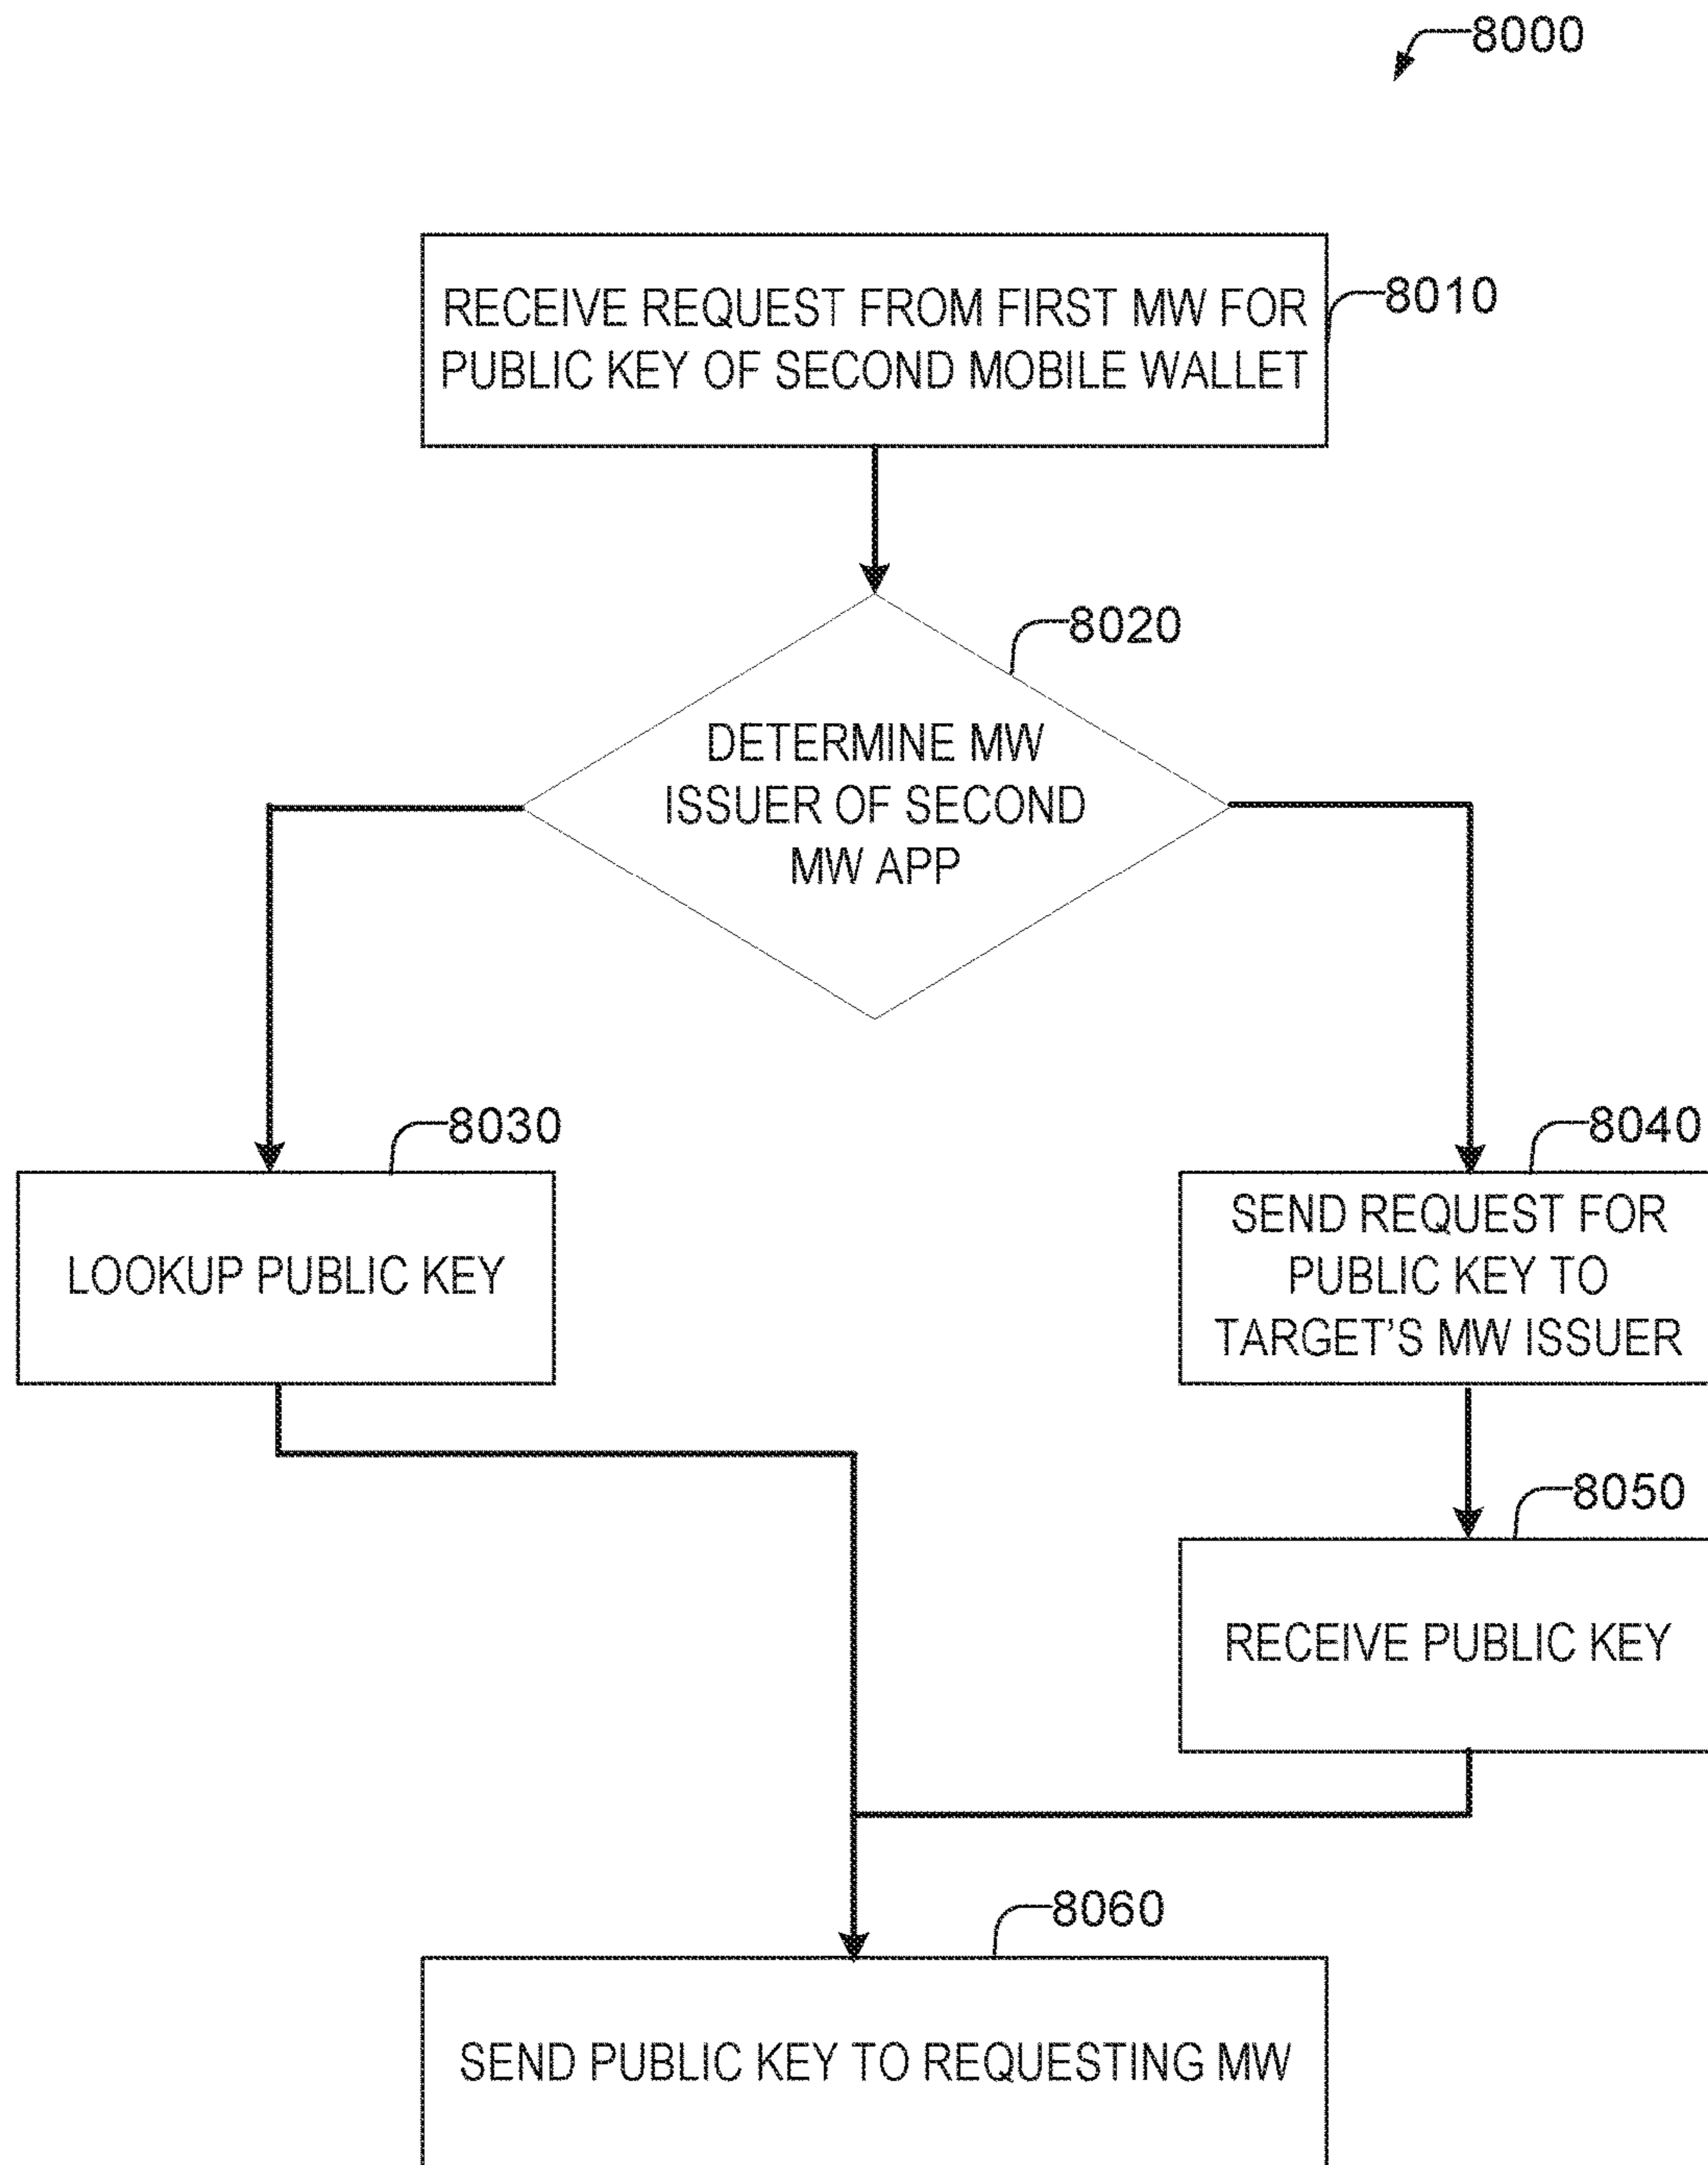 8000
RECEIVE REQUEST FROM FIRST MW FOR
PUBLIC KEY OF SECOND MOBILE WALLET
8010
8020
DETERMINE MW
ISSUER OF SECOND
MW APP
8030
LOOKUP PUBLIC KEY
8040
SEND REQUEST FOR
PUBLIC KEY TO
TARGET'S MW ISSUER
8050
RECEIVE PUBLIC KEY
8060
SEND PUBLIC KEY TO REQUESTING MW